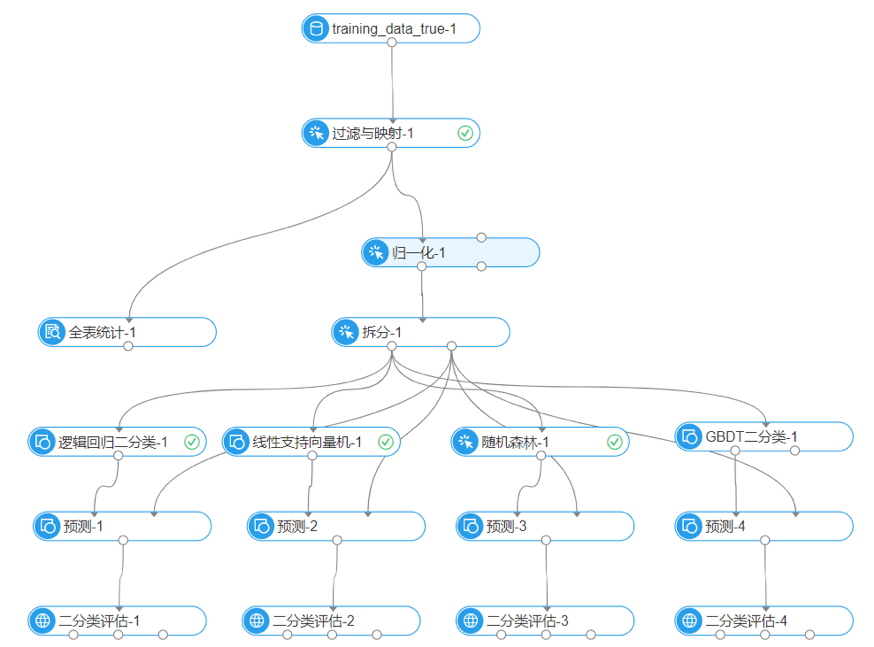 training_data_true-1
过滤与映射-1
归一化-1
全表统计-1
拆分-1
逻辑回归二分类-1
线性支持向量机-1
随机森林-1
GBDT二分类-1
预测-1
预测-2
预测-3
预测-4
二分类评估-1
二分类评估-2
二分类评估-3
二分类评估-4